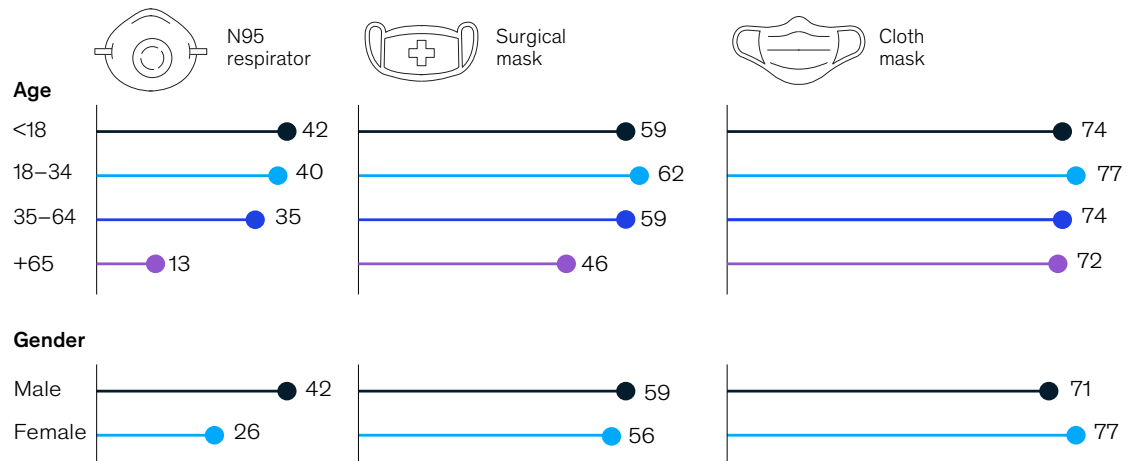 N95
respirator
Surgical
mask
Cloth
mask
Age
<18 42 59 74
18–34 40 62 77
35–64 35 59 74
+65 13 46 72
Gender
Male 42 59 71
Female 26 56 77